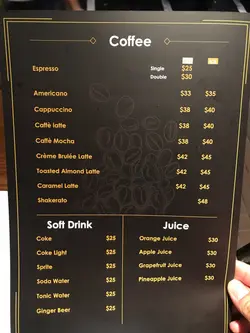 Coffee
Espresso Single $25
Double $30
Americano $33 $35
Cappuccino $38 $40
Caffè latte $38 $40
Caffè Mocha $38 $40
Crème Brulée Latte $42 $45
Toasted Almond Latte $42 $45
Caramel Latte $42 $45
Shakerato $48
Soft Drink
Coke $25
Coke Light $25
Sprite $25
Soda Water $25
Tonic Water $25
Ginger Beer $25
Juice
Orange Juice $30
Apple Juice $30
Grapefruit Juice $30
Pineapple Juice $30